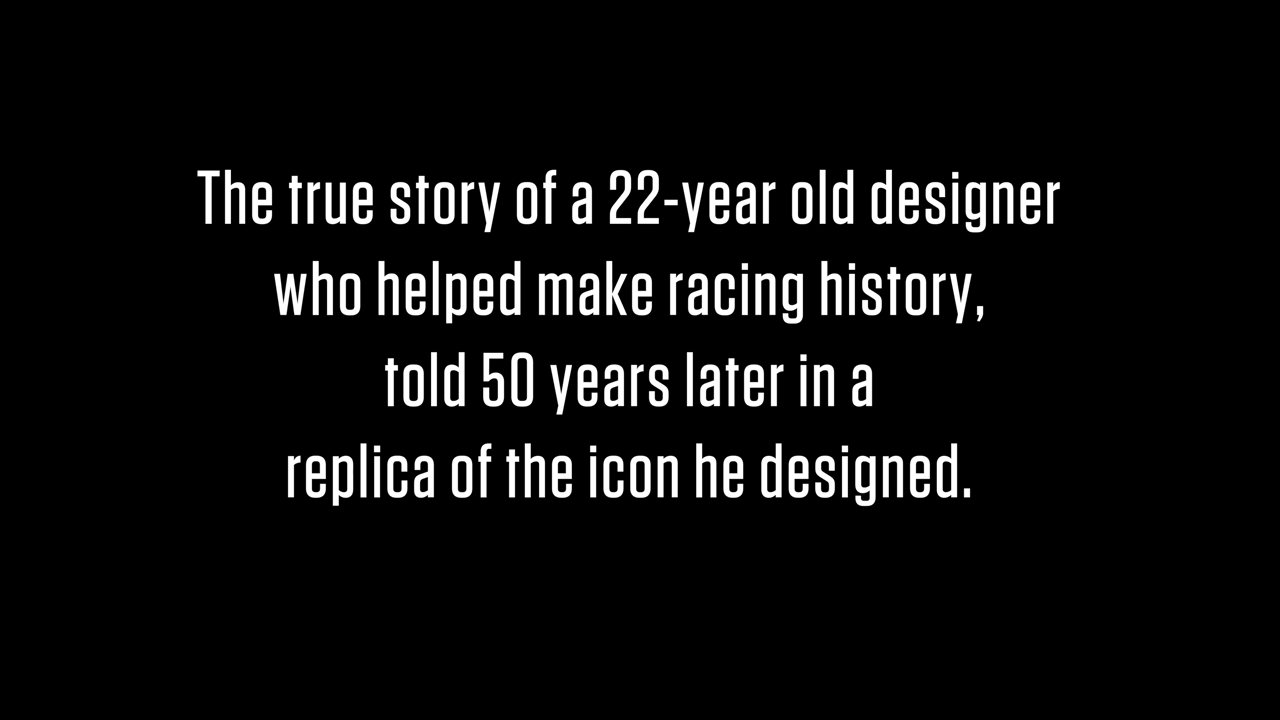 The true story of a 22-year old designer
who helped make racing history,
told 50 years later in a
replica of the icon he designed.